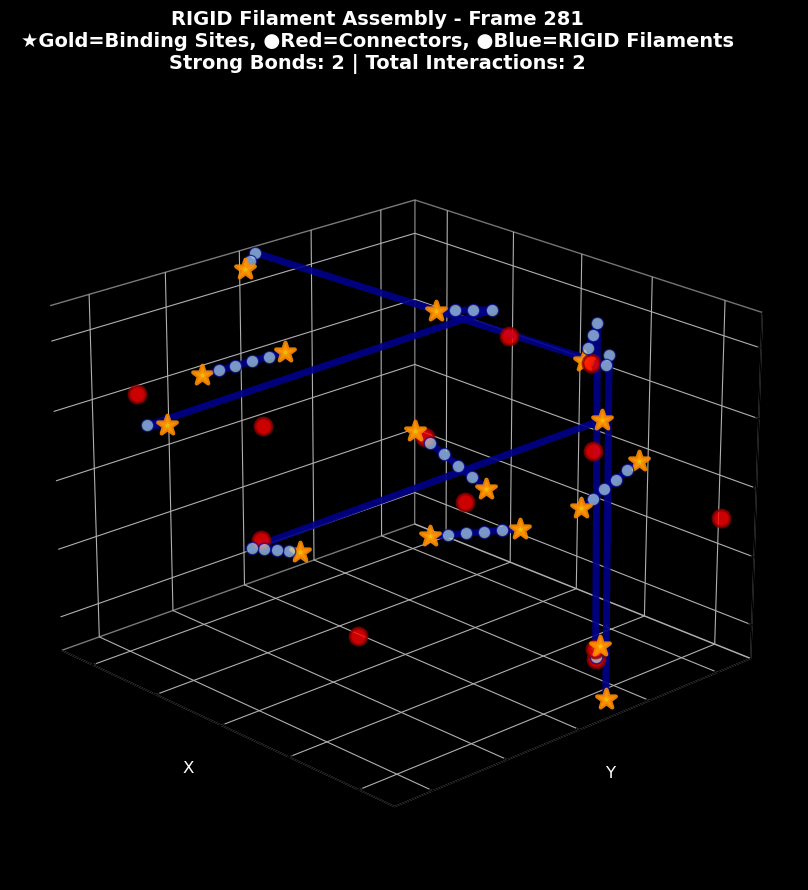 RIGID Filament Assembly - Frame 281
★Gold=Binding Sites, ●Red=Connectors, ●Blue=RIGID Filaments
Strong Bonds: 2 | Total Interactions: 2
X
Y